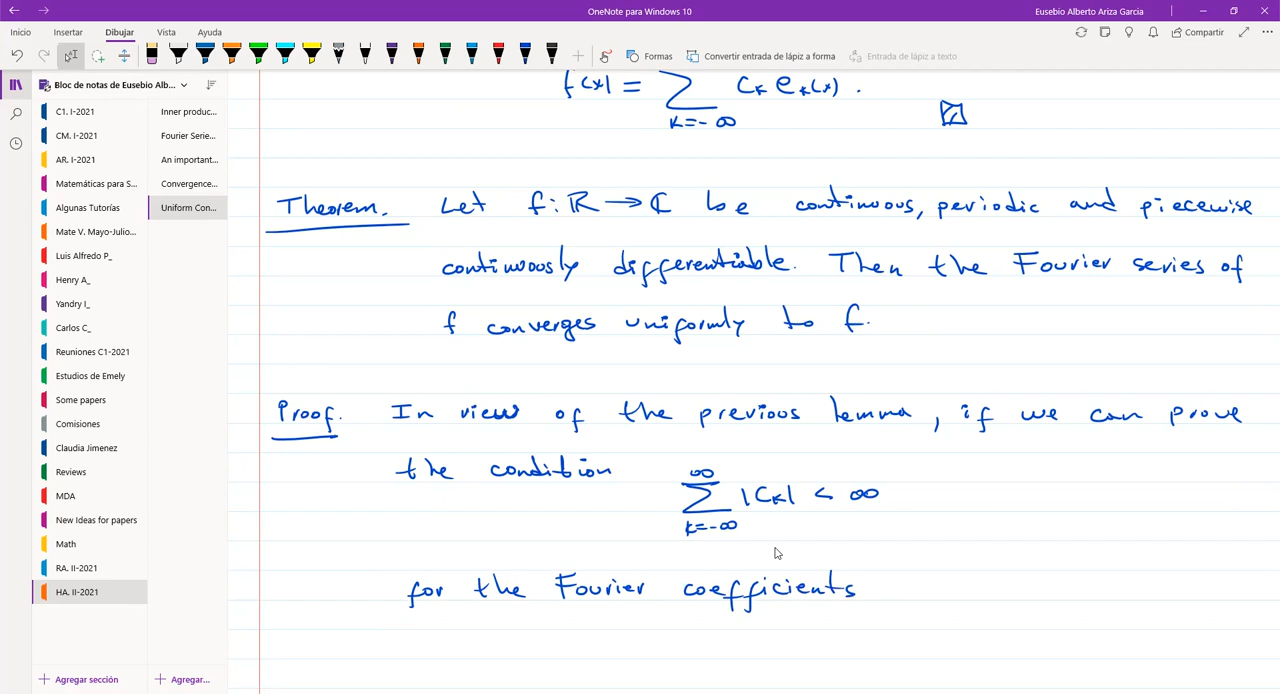 OneNote para Windows 10
Eusebio Alberto Ariza Garcia
Inicio
Insertar
Dibujar
Vista
Ayuda
Compartir
Formas
Convertir entrada de lápiz a forma
Entrada de lápiz a texto
Bloc de notas de Eusebio Alb...
C1. I-2021
CM. I-2021
AR. I-2021
Matemáticas para S...
Algunas Tutorías
Mate V. Mayo-Julio...
Luis Alfredo P_
Henry A_
Yandry I_
Carlos C_
Reuniones C1-2021
Estudios de Emely
Some papers
Comisiones
Claudia Jimenez
Reviews
MDA
New Ideas for papers
Math
RA. II-2021
HA. II-2021
Agregar sección
Inner produc...
Fourier Serie...
An important...
Convergence...
Uniform Con...
Agregar...
f(x) = ∑ c_k e_k(x).
k=-∞
Theorem. Let f: ℝ → ℂ be continuous, periodic and piecewise
continuously differentiable. Then the Fourier series of
f converges uniformly to f.
Proof. In view of the previous lemma, if we can prove
the condition
∞
∑ |c_k| < ∞
k=-∞
for the Fourier coefficients